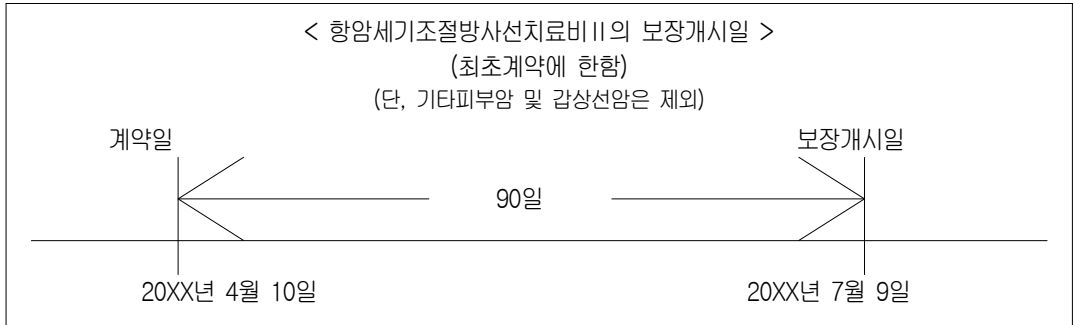 < 항암세기조절방사선치료비Ⅱ의 보장개시일 >
(최초계약에 한함)
(단, 기타피부암 및 갑상선암은 제외)
계약일 보장개시일
90일
20XX년 4월 10일 20XX년 7월 9일